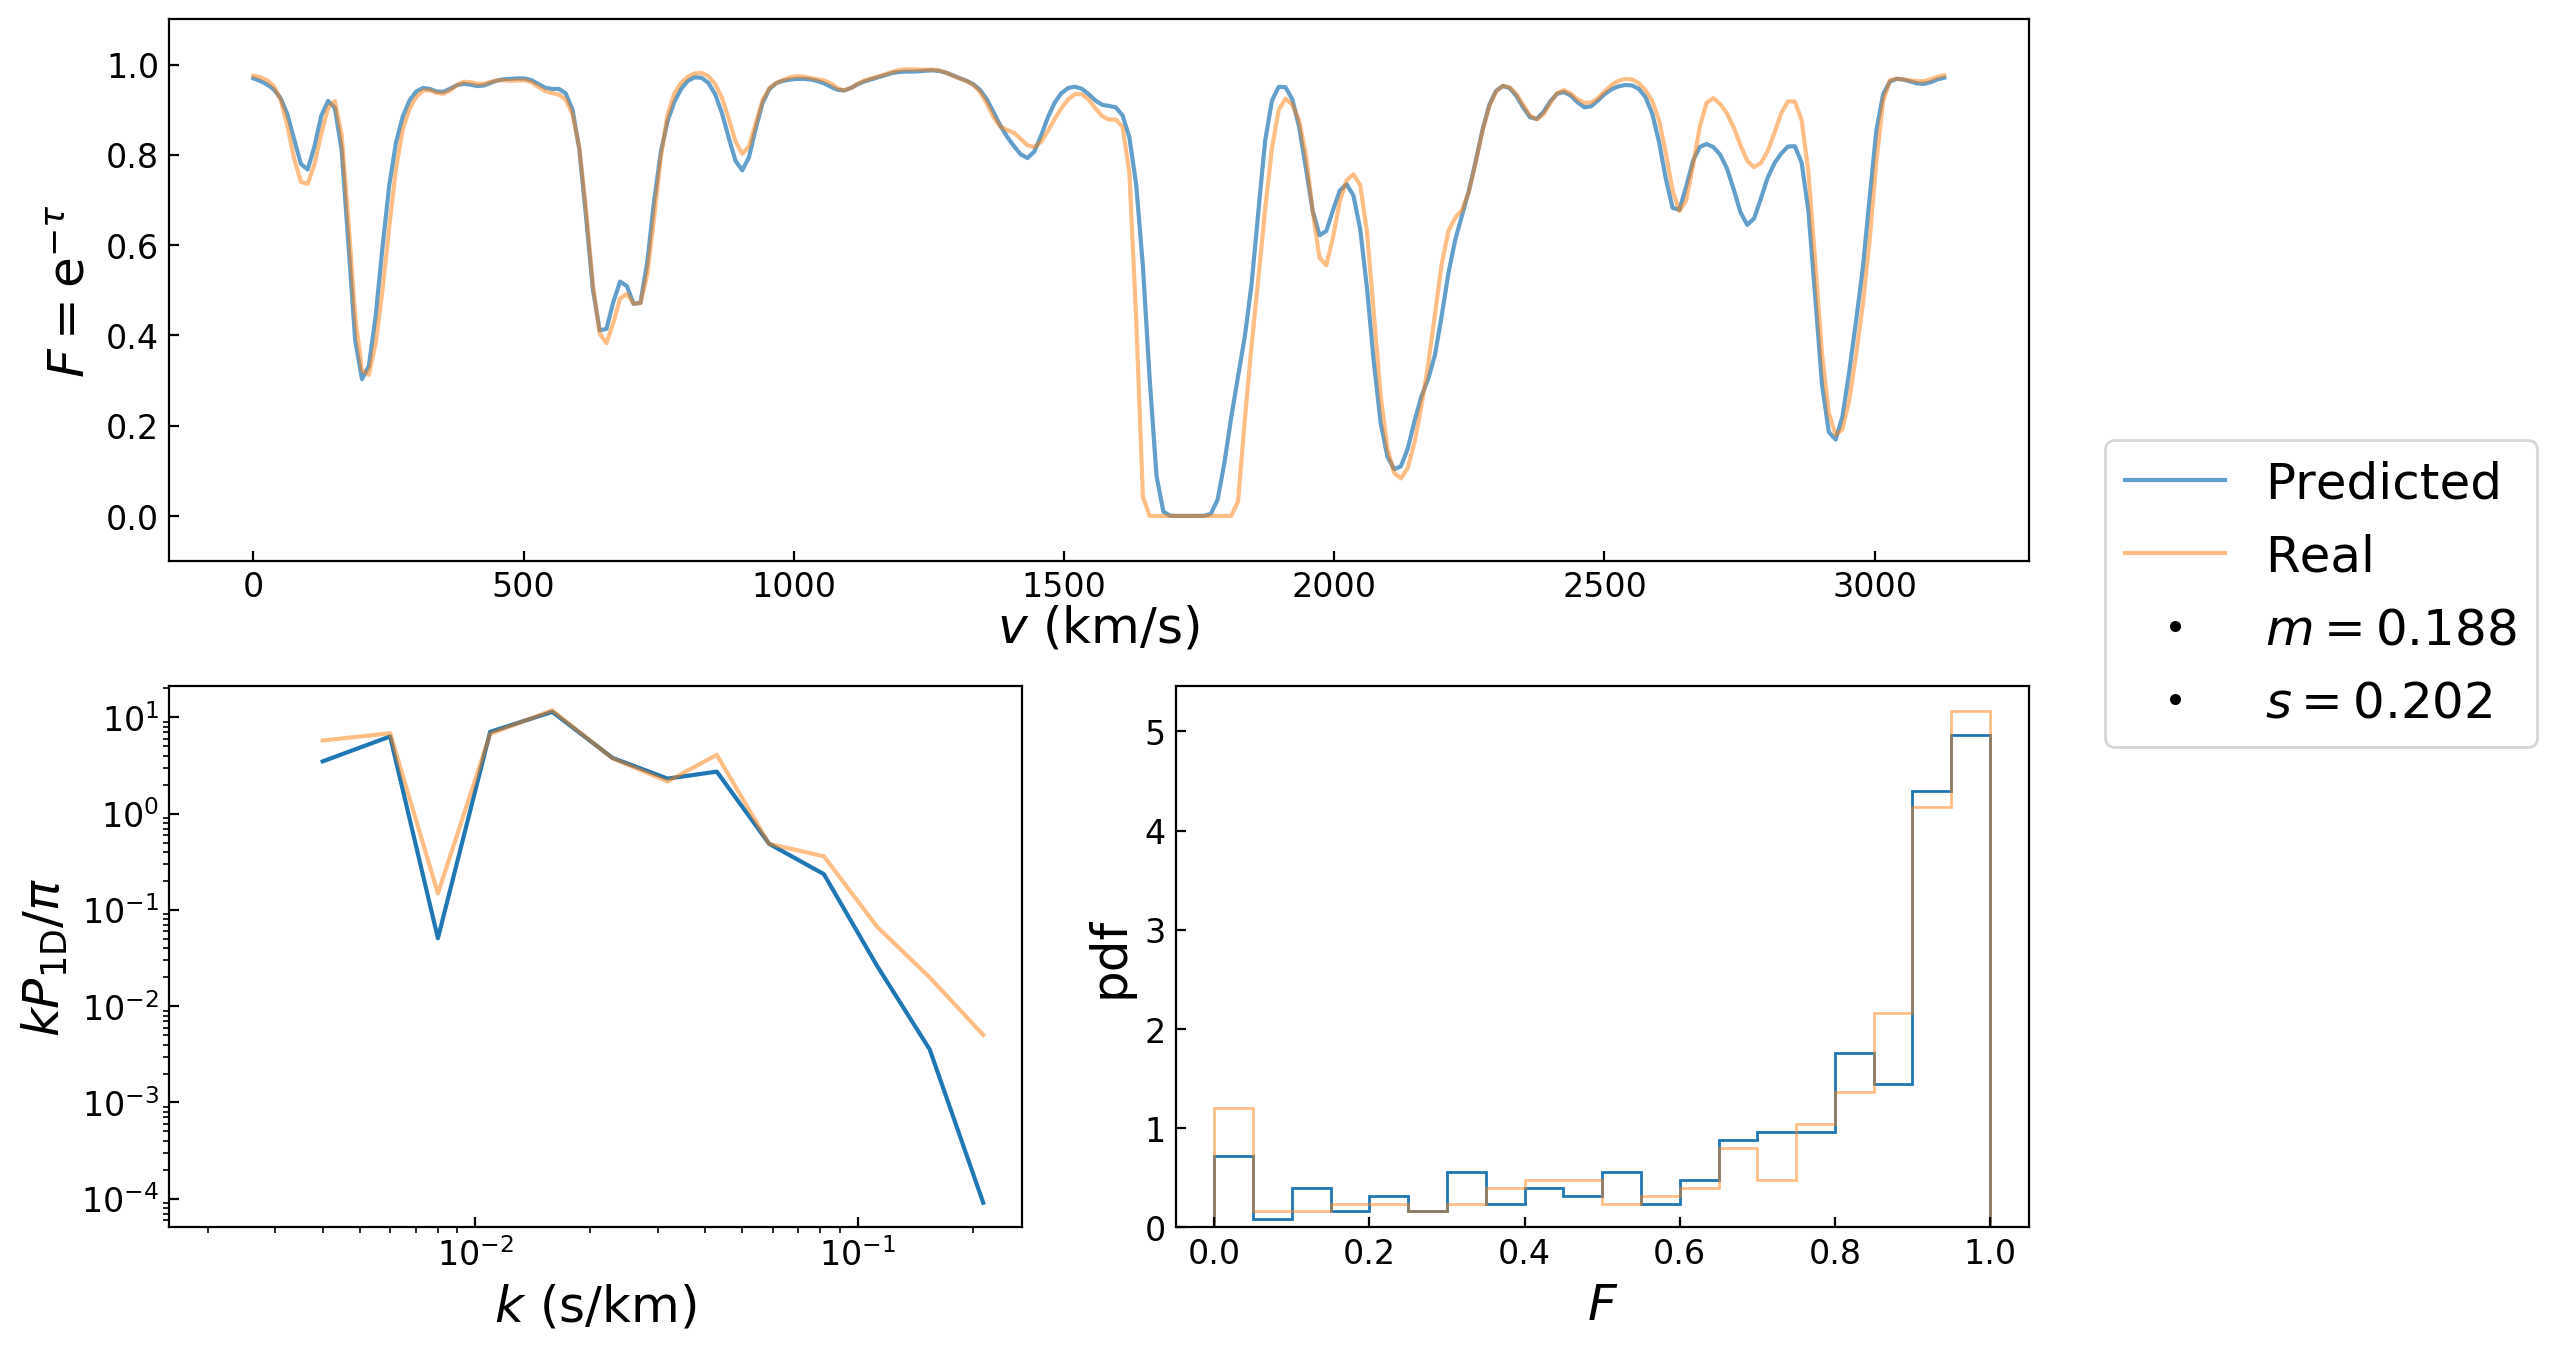 1.0
0.8
0.6
0.4
0.2
0.0
F = e^{−τ}
0 500 1000 1500 2000 2500 3000
v (km/s)
Predicted
Real
m = 0.188
s = 0.202
10^1
10^0
10^{−1}
10^{−2}
10^{−3}
10^{−4}
kP_{1D}/π
10^{−2} 10^{−1}
k (s/km)
5
4
3
2
1
0
pdf
0.0 0.2 0.4 0.6 0.8 1.0
F